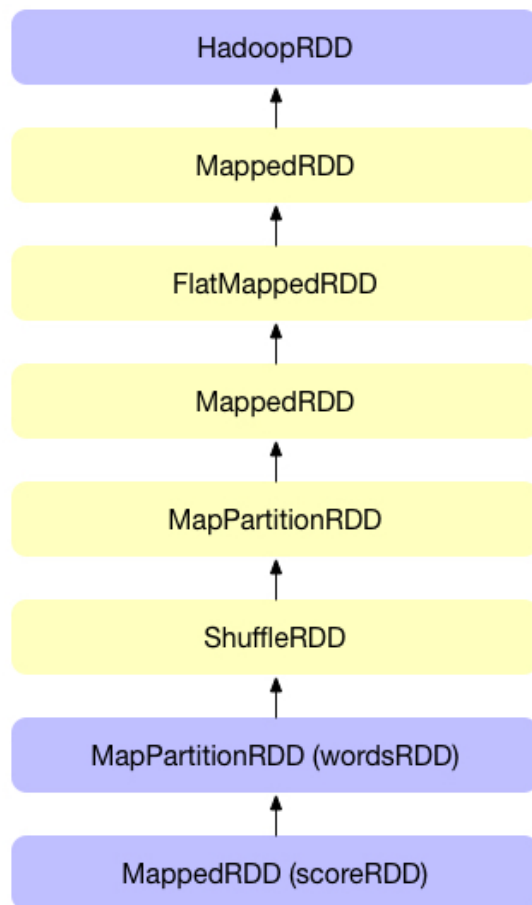 HadoopRDD
MappedRDD
FlatMappedRDD
MappedRDD
MapPartitionRDD
ShuffleRDD
MapPartitionRDD (wordsRDD)
MappedRDD (scoreRDD)